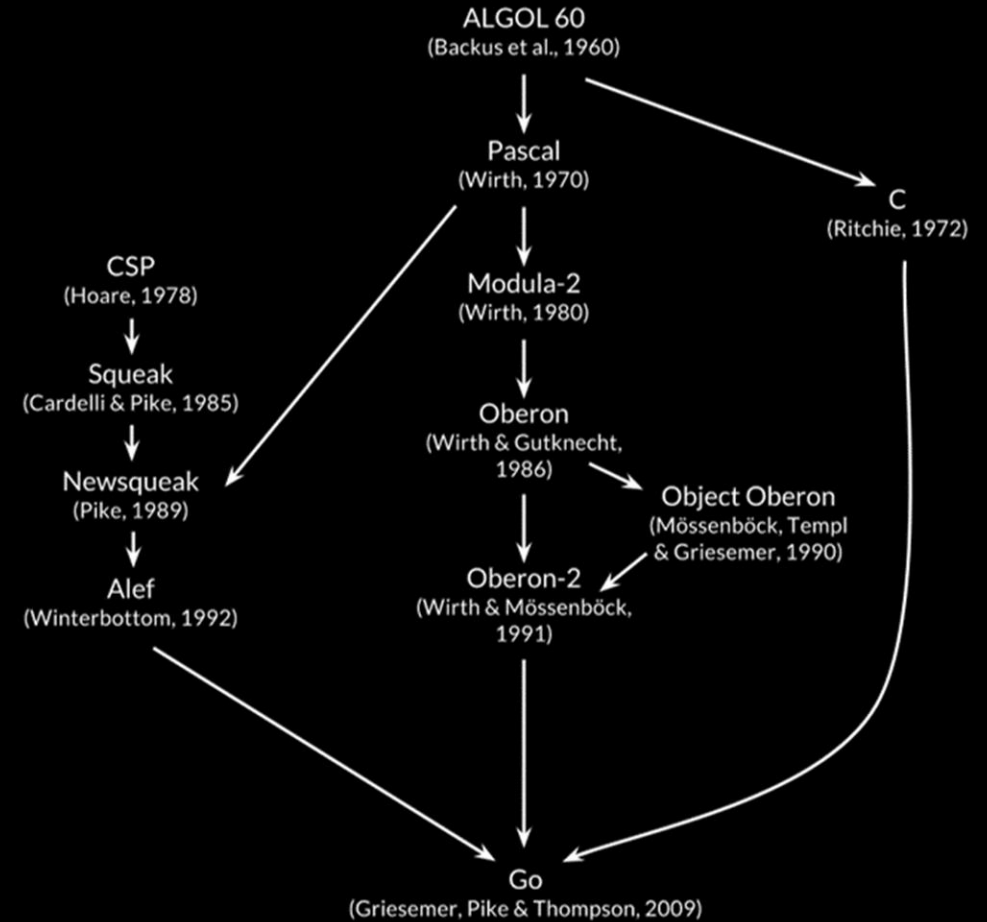 ALGOL 60
(Backus et al., 1960)
Pascal
(Wirth, 1970)
C
(Ritchie, 1972)
CSP
(Hoare, 1978)
Modula-2
(Wirth, 1980)
Squeak
(Cardelli & Pike, 1985)
Oberon
(Wirth & Gutknecht,
1986)
Newsqueak
(Pike, 1989)
Object Oberon
(Mössenböck, Templ
& Griesemer, 1990)
Alef
(Winterbottom, 1992)
Oberon-2
(Wirth & Mössenböck,
1991)
Go
(Griesemer, Pike & Thompson, 2009)